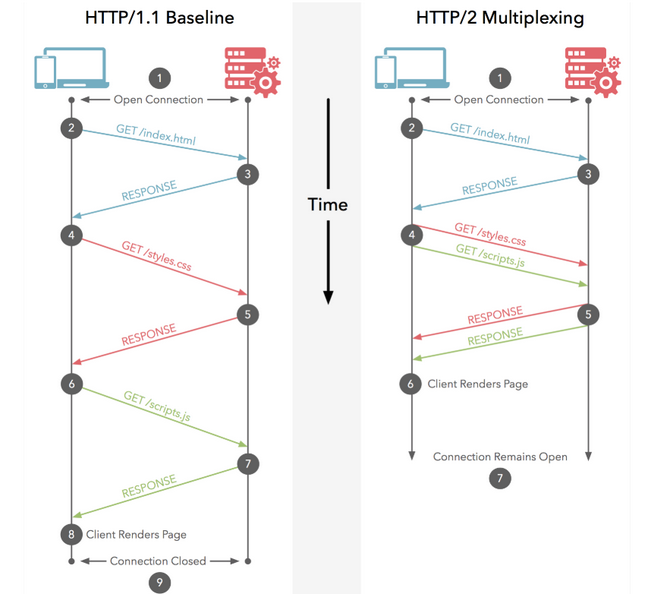 HTTP/1.1 Baseline
1
Open Connection
2
GET /index.html
3
RESPONSE
4
GET /styles.css
5
RESPONSE
6
GET /scripts.js
7
RESPONSE
8
Client Renders Page
Connection Closed
9
Time
HTTP/2 Multiplexing
1
Open Connection
2
GET /index.html
3
RESPONSE
4
GET /styles.css
GET /scripts.js
5
RESPONSE
RESPONSE
6
Client Renders Page
Connection Remains Open
7